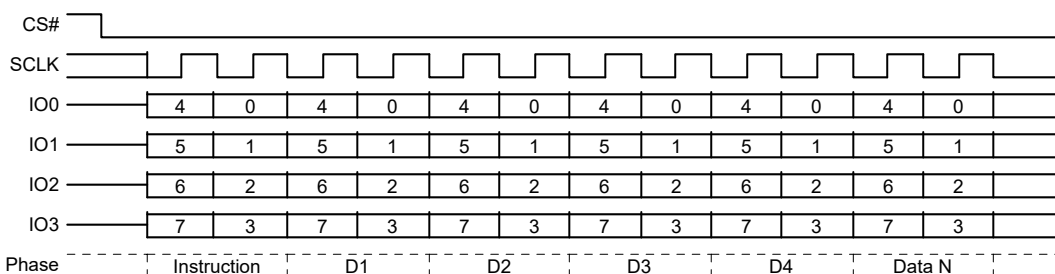 CS#
SCLK
IO0 4 0 4 0 4 0 4 0 4 0 4 0
IO1 5 1 5 1 5 1 5 1 5 1 5 1
IO2 6 2 6 2 6 2 6 2 6 2 6 2
IO3 7 3 7 3 7 3 7 3 7 3 7 3
Phase Instruction D1 D2 D3 D4 Data N